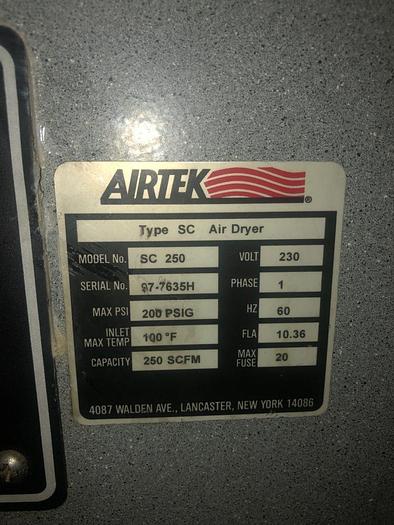 AIRTEK®
Type SC Air Dryer
MODEL No. SC 250 VOLT 230
SERIAL No. 97-7635H PHASE 1
MAX PSI 200 PSIG HZ 60
INLET MAX TEMP 100 °F FLA 10.36
CAPACITY 250 SCFM MAX FUSE 20
4087 WALDEN AVE., LANCASTER, NEW YORK 14086